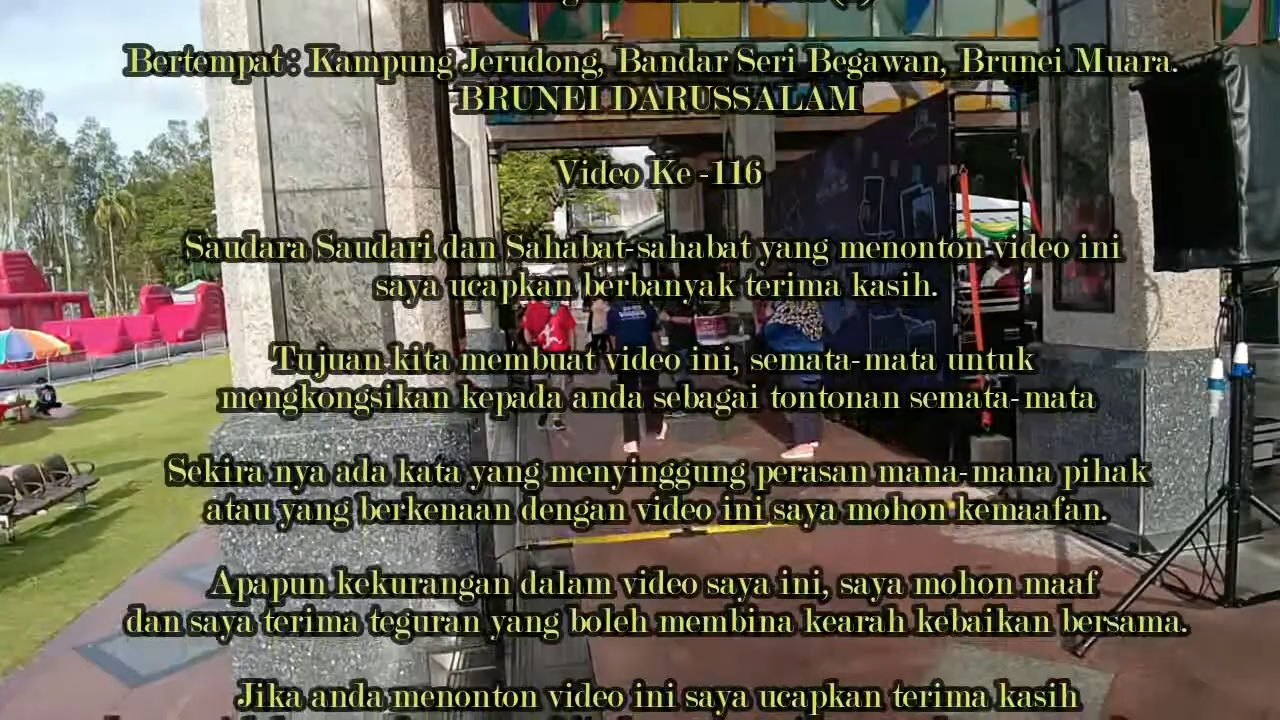 Bertempat : Kampung Jerudong, Bandar Seri Begawan, Brunei Muara.
BRUNEI DARUSSALAM
Video Ke -116
Saudara Saudari dan Sahabat-sahabat yang menonton video ini
saya ucapkan berbanyak terima kasih.
Tujuan kita membuat video ini, semata-mata untuk
mengkongsikan kepada anda sebagai tontonan semata-mata
Sekira nya ada kata yang menyinggung perasan mana-mana pihak
atau yang berkenaan dengan video ini saya mohon kemaafan.
Apapun kekurangan dalam video saya ini, saya mohon maaf
dan saya terima teguran yang boleh membina kearah kebaikan bersama.
Jika anda menonton video ini saya ucapkan terima kasih